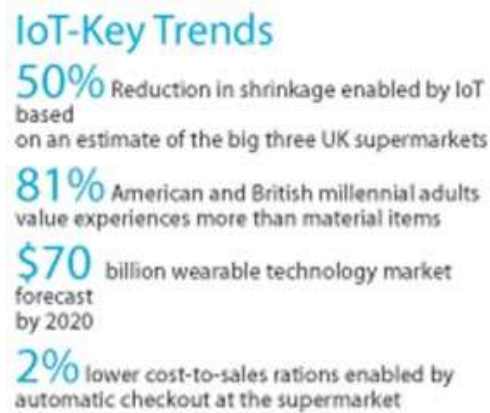 IoT-Key Trends
50% Reduction in shrinkage enabled by IoT
based
on an estimate of the big three UK supermarkets
81% American and British millennial adults
value experiences more than material items
$70 billion wearable technology market
forecast
by 2020
2% lower cost-to-sales rations enabled by
automatic checkout at the supermarket